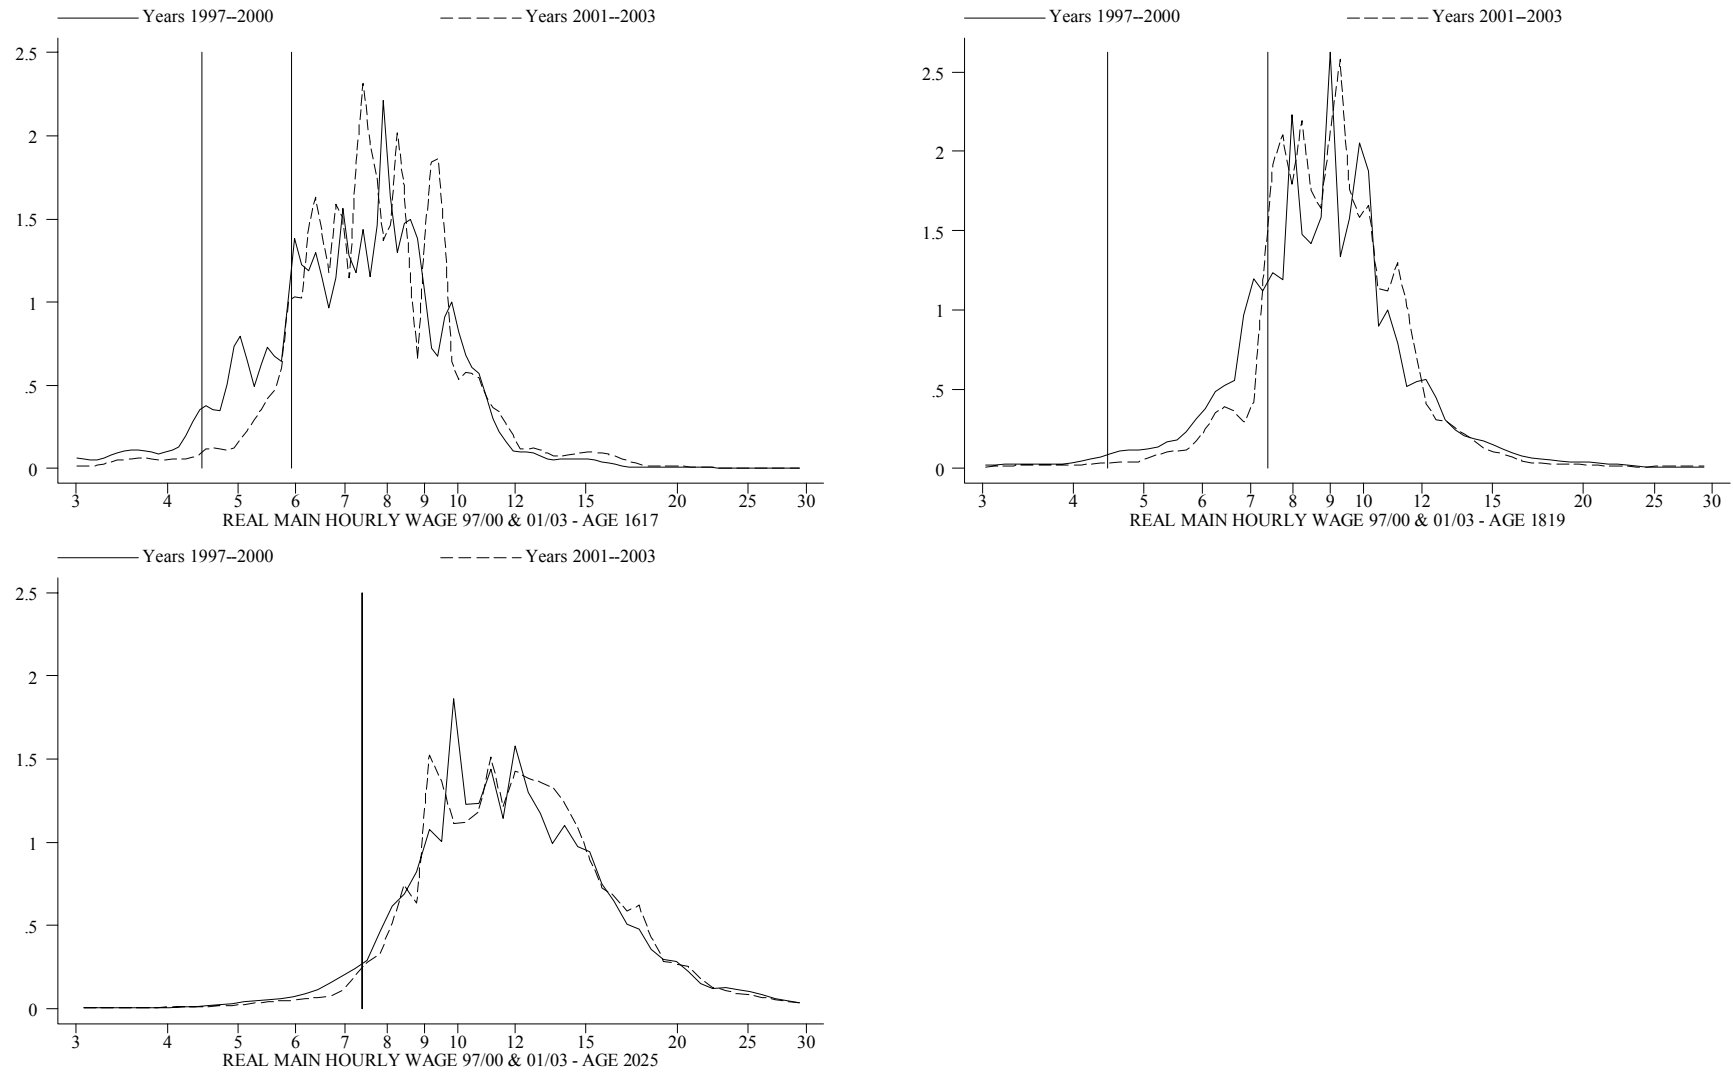 Years 1997--2000 Years 2001--2003
2.5
2
1.5
1
.5
0
3 4 5 6 7 8 9 10 12 15 20 25 30
REAL MAIN HOURLY WAGE 97/00 & 01/03 - AGE 1617
Years 1997--2000 Years 2001--2003
2.5
2
1.5
1
.5
0
3 4 5 6 7 8 9 10 12 15 20 25 30
REAL MAIN HOURLY WAGE 97/00 & 01/03 - AGE 1819
Years 1997--2000 Years 2001--2003
2.5
2
1.5
1
.5
0
3 4 5 6 7 8 9 10 12 15 20 25 30
REAL MAIN HOURLY WAGE 97/00 & 01/03 - AGE 2025